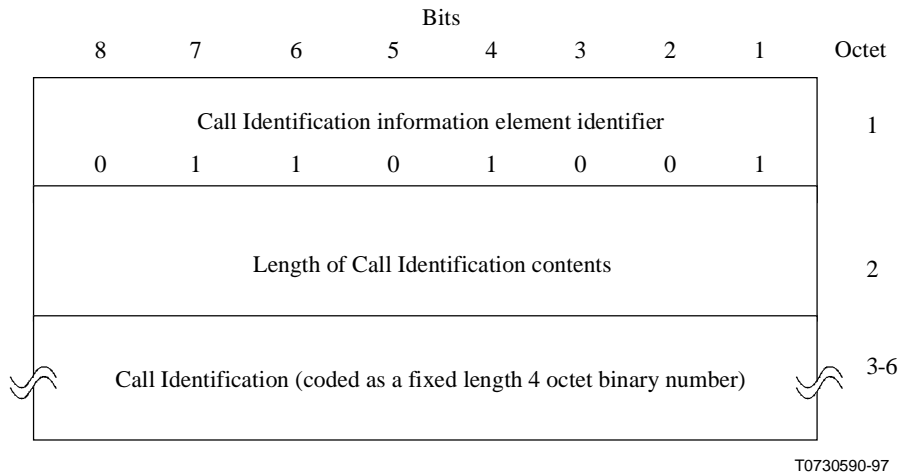 Bits
8 7 6 5 4 3 2 1 Octet
Call Identification information element identifier
1
0 1 1 0 1 0 0 1
Length of Call Identification contents
2
3-6
Call Identification (coded as a fixed length 4 octet binary number)
T0730590-97